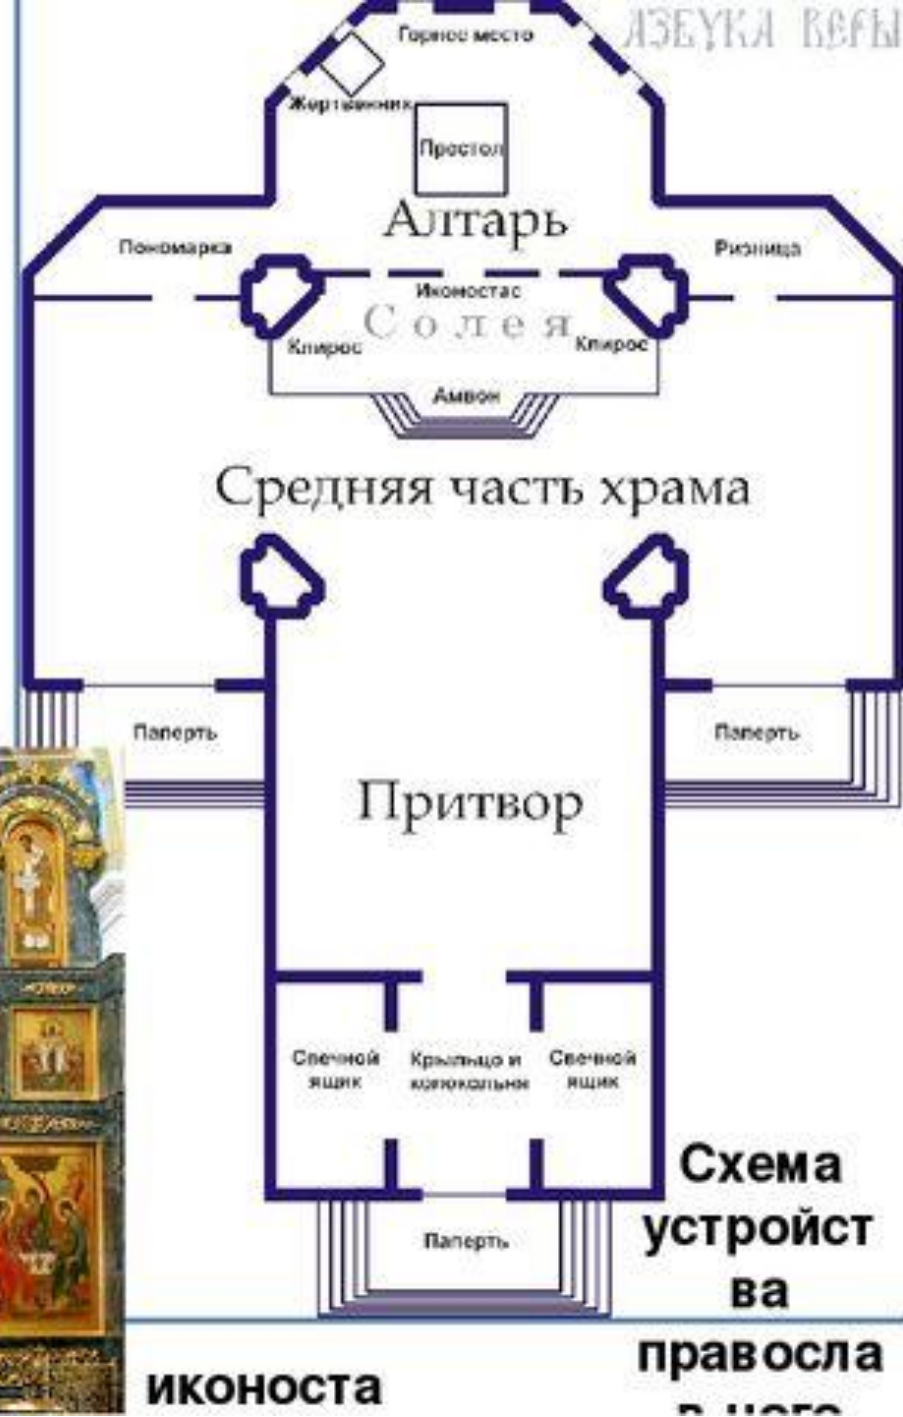 АЗБУКА ВЕРЫ
Горнее место
Жертвенник
Престол
Алтарь
Пономарка
Ризница
Иконостас
Солея
Клирос
Клирос
Амвон
Средняя часть храма
Паперть
Паперть
Притвор
Свечной
ящик
Крыльцо и
колокольня
Свечной
ящик
Паперть
Схема
устройст
ва
правосла
иконоста